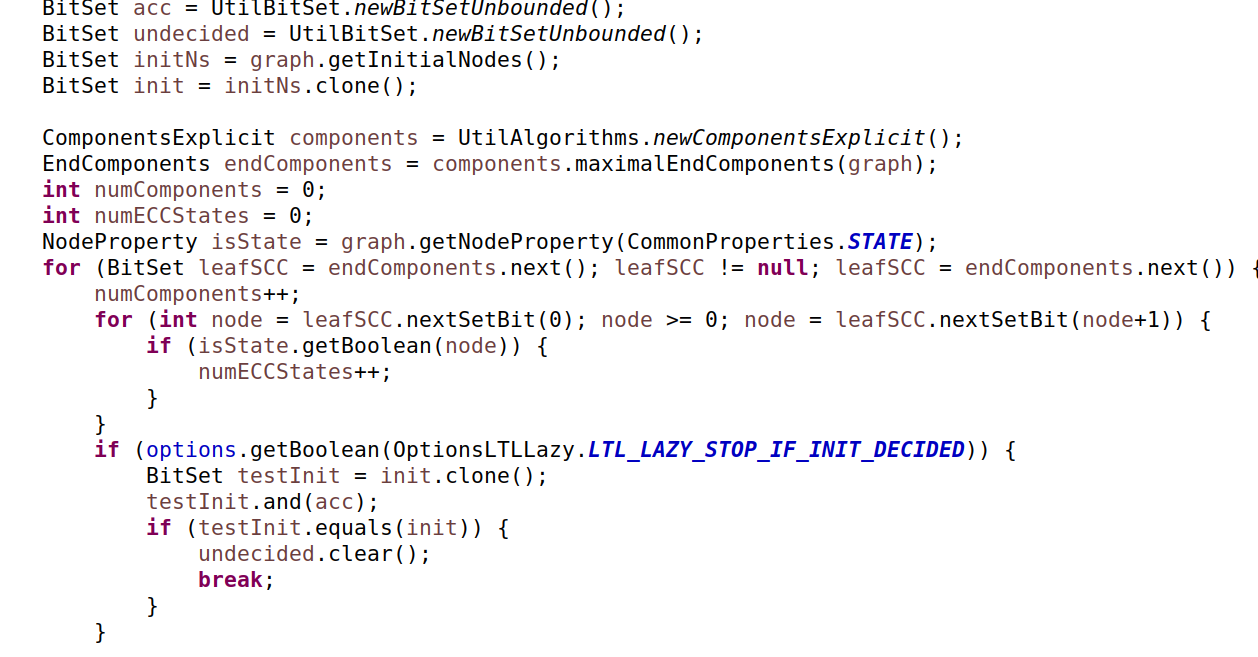 BitSet acc = UtilBitSet.newBitSetUnbounded();
BitSet undecided = UtilBitSet.newBitSetUnbounded();
BitSet initNs = graph.getInitialNodes();
BitSet init = initNs.clone();

ComponentsExplicit components = UtilAlgorithms.newComponentsExplicit();
EndComponents endComponents = components.maximalEndComponents(graph);
int numComponents = 0;
int numECCStates = 0;
NodeProperty isState = graph.getNodeProperty(CommonProperties.STATE);
for (BitSet leafSCC = endComponents.next(); leafSCC != null; leafSCC = endComponents.next()) {
    numComponents++;
    for (int node = leafSCC.nextSetBit(0); node >= 0; node = leafSCC.nextSetBit(node+1)) {
        if (isState.getBoolean(node)) {
            numECCStates++;
        }
    }
    if (options.getBoolean(OptionsLTLLazy.LTL_LAZY_STOP_IF_INIT_DECIDED)) {
        BitSet testInit = init.clone();
        testInit.and(acc);
        if (testInit.equals(init)) {
            undecided.clear();
            break;
        }
    }